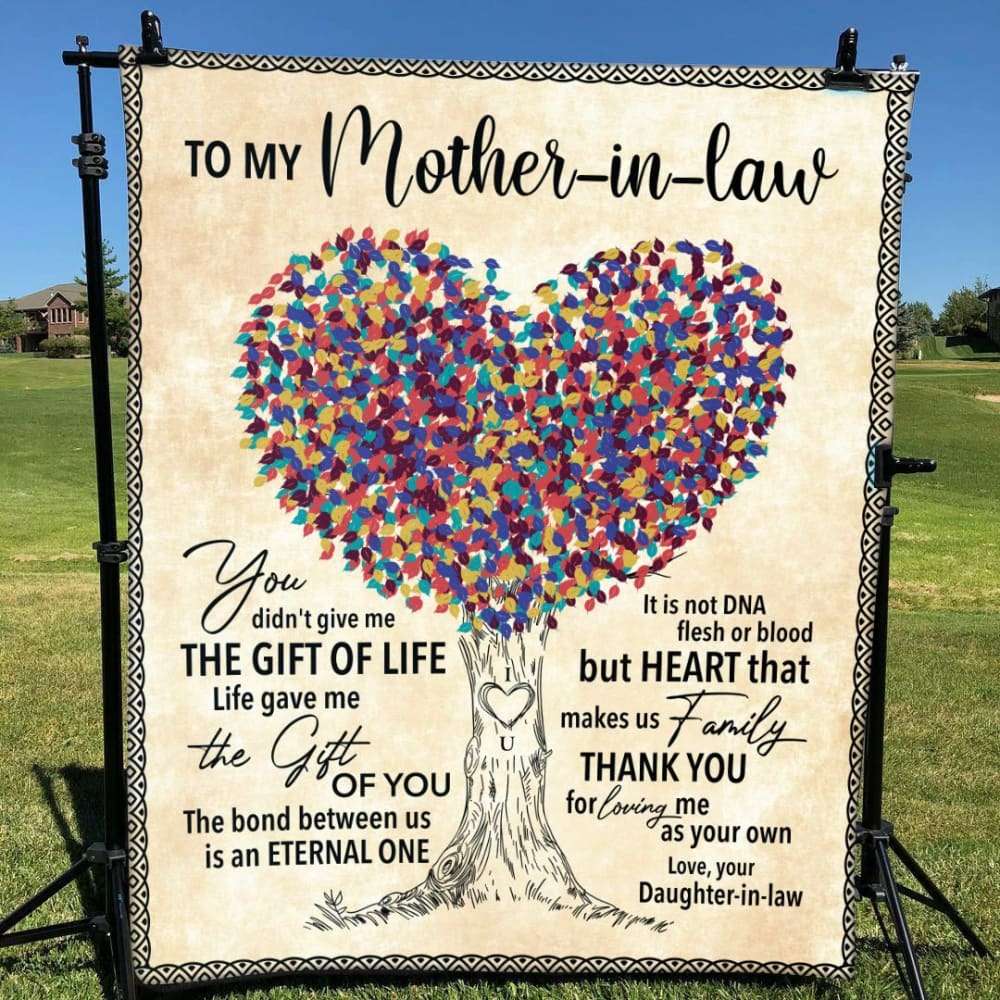 TO MY Mother-in-law
You
didn't give me
THE GIFT OF LIFE
Life gave me
the Gift
OF YOU
The bond between us
is an ETERNAL ONE
I
U
It is not DNA
flesh or blood
but HEART that
makes us Family
THANK YOU
for loving me
as your own
Love, your
Daughter-in-law